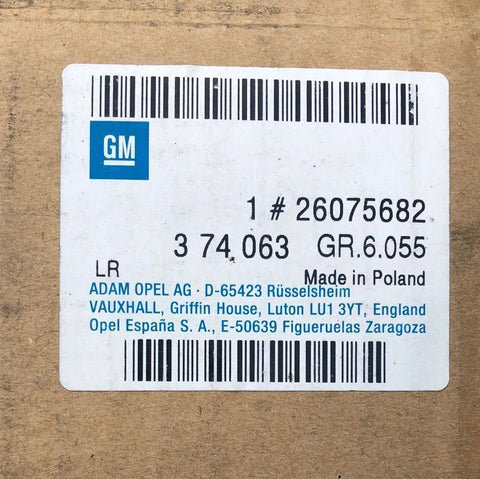 GM
1 # 26075682
3 74 063 GR.6.055
LR
Made in Poland
ADAM OPEL AG · D-65423 Rüsselsheim
VAUXHALL, Griffin House, Luton LU1 3YT, England
Opel España S. A., E-50639 Figueruelas Zaragoza